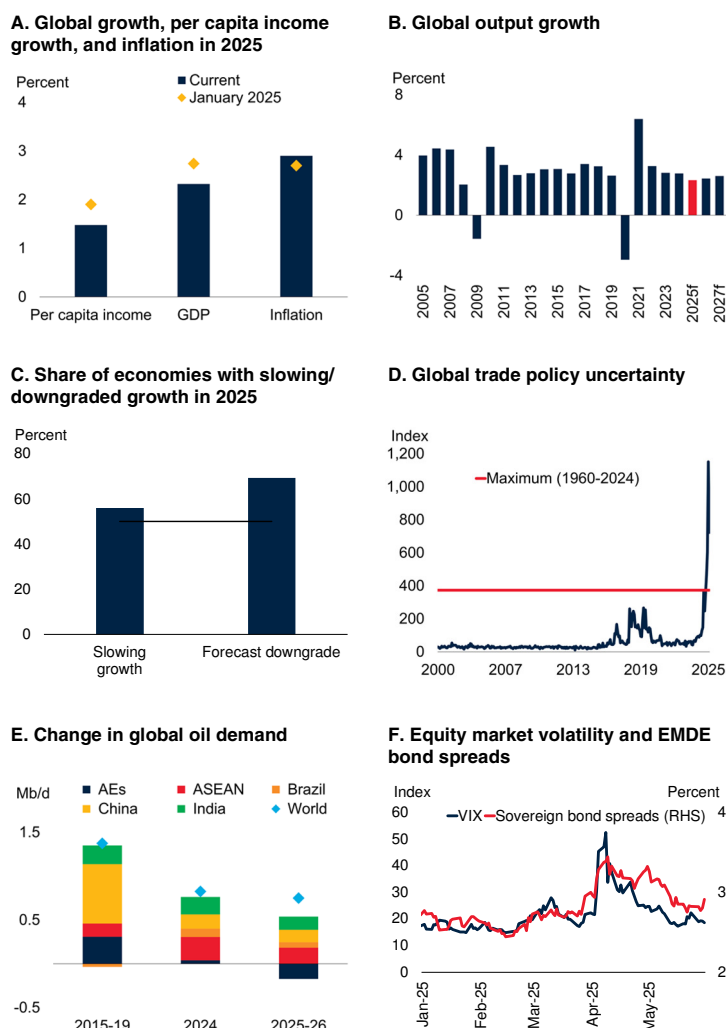 A. Global growth, per capita income
growth, and inflation in 2025
Percent
Current
January 2025
4
3
2
1
0
Per capita income GDP Inflation
B. Global output growth
Percent
8
4
0
-4
2005 2007 2009 2011 2013 2015 2017 2019 2021 2023 2025f 2027f
C. Share of economies with slowing/
downgraded growth in 2025
Percent
80
60
40
20
0
Slowing Forecast downgrade
growth
D. Global trade policy uncertainty
Index
1,200
Maximum (1960-2024)
1,000
800
600
400
200
0
2000 2007 2013 2019 2025
E. Change in global oil demand
Mb/d
AEs ASEAN Brazil
China India World
1.5
0.5
-0.5
2015-19 2024 2025-26
F. Equity market volatility and EMDE
bond spreads
Index Percent
60 4
VIX Sovereign bond spreads (RHS)
50
40
30 3
20
10
0 2
Jan-25 Feb-25 Mar-25 Apr-25 May-25